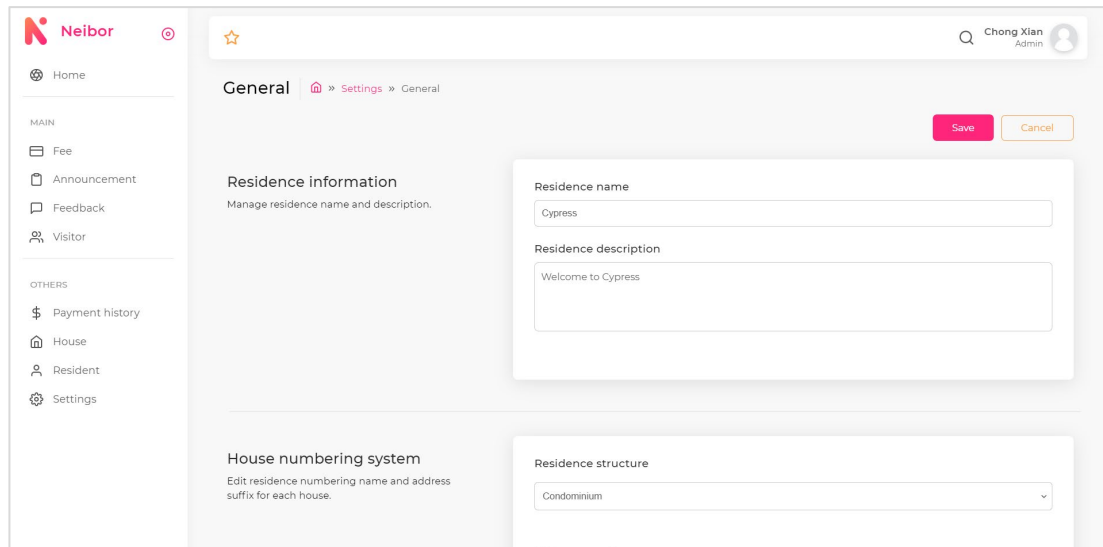 Neibor
Home
MAIN
Fee
Announcement
Feedback
Visitor
OTHERS
Payment history
House
Resident
Settings
Chong Xian
Admin
General
» Settings » General
Save
Cancel
Residence information
Manage residence name and description.
Residence name
Cypress
Residence description
Welcome to Cypress
House numbering system
Edit residence numbering name and address
suffix for each house.
Residence structure
Condominium